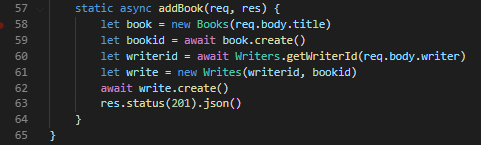 57 static async addBook(req, res) {
58 let book = new Books(req.body.title)
59 let bookid = await book.create()
60 let writerid = await Writers.getWriterId(req.body.writer)
61 let write = new Writes(writerid, bookid)
62 await write.create()
63 res.status(201).json()
64 }
65 }